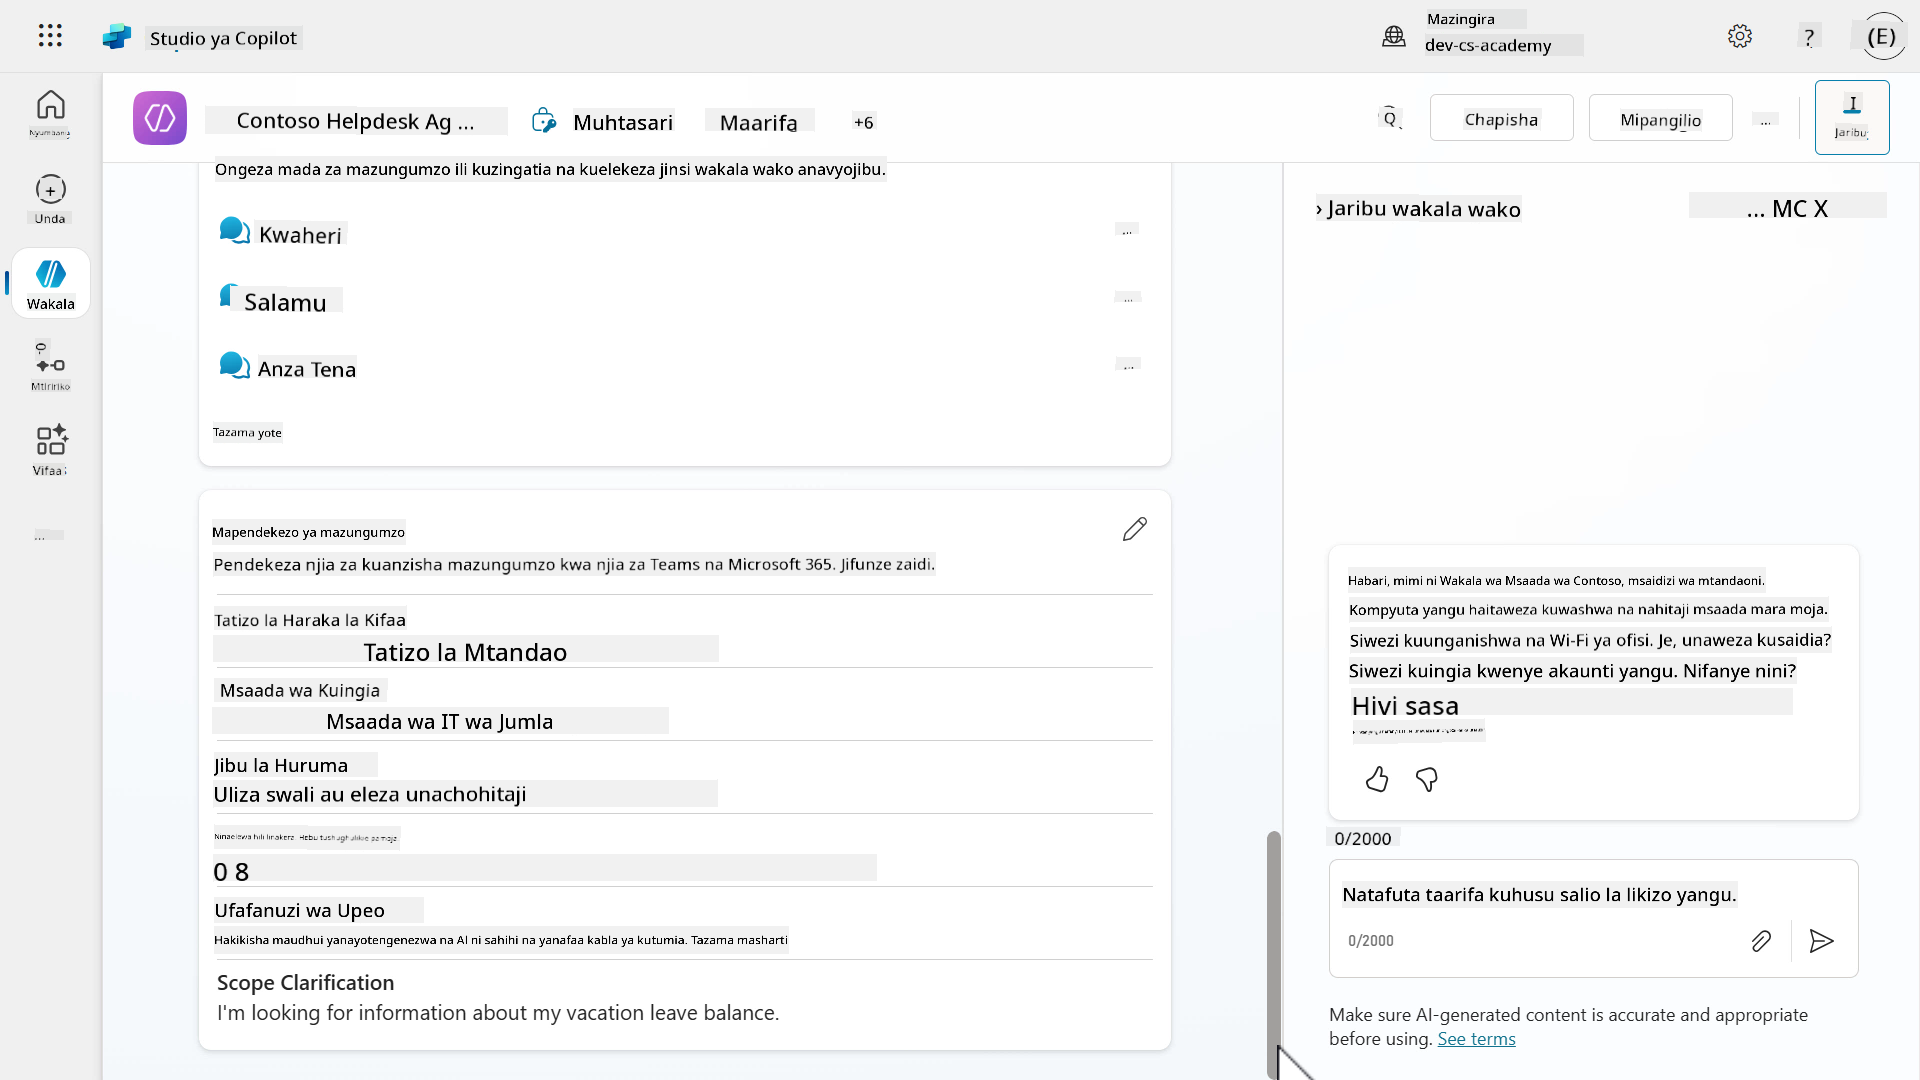 Studio ya Copilot
Mazingira
dev-cs-academy
?
(E)
Nyumbani
Unda
Wakala
Mtiririko
Vifaa
...
Contoso Helpdesk Ag ...
Muhtasari
Maarifa
+6
Q
Chapisha
Mipangilio
...
I
Jaribu
Ongeza mada za mazungumzo ili kuzingatia na kuelekeza jinsi wakala wako anavyojibu.
Kwaheri
...
Salamu
...
Anza Tena
...
Tazama yote
Mapendekezo ya mazungumzo
Pendekeza njia za kuanzisha mazungumzo kwa njia za Teams na Microsoft 365. Jifunze zaidi.
Tatizo la Haraka la Kifaa
Tatizo la Mtandao
Msaada wa Kuingia
Msaada wa IT wa Jumla
Jibu la Huruma
Uliza swali au eleza unachohitaji
0 8
Ufafanuzi wa Upeo
Hakikisha maudhui yanayotengenezwa na AI ni sahihi na yanafaa kabla ya kutumia. Tazama masharti
Scope Clarification
I'm looking for information about my vacation leave balance.
› Jaribu wakala wako
... MC X
Habari, mimi ni Wakala wa Msaada wa Contoso, msaidizi wa mtandaoni.
Kompyuta yangu haitaweza kuwashwa na nahitaji msaada mara moja.
Siwezi kuunganishwa na Wi-Fi ya ofisi. Je, unaweza kusaidia?
Siwezi kuingia kwenye akaunti yangu. Nifanye nini?
Hivi sasa
0/2000
Natafuta taarifa kuhusu salio la likizo yangu.
0/2000
Make sure AI-generated content is accurate and appropriate
before using. See terms